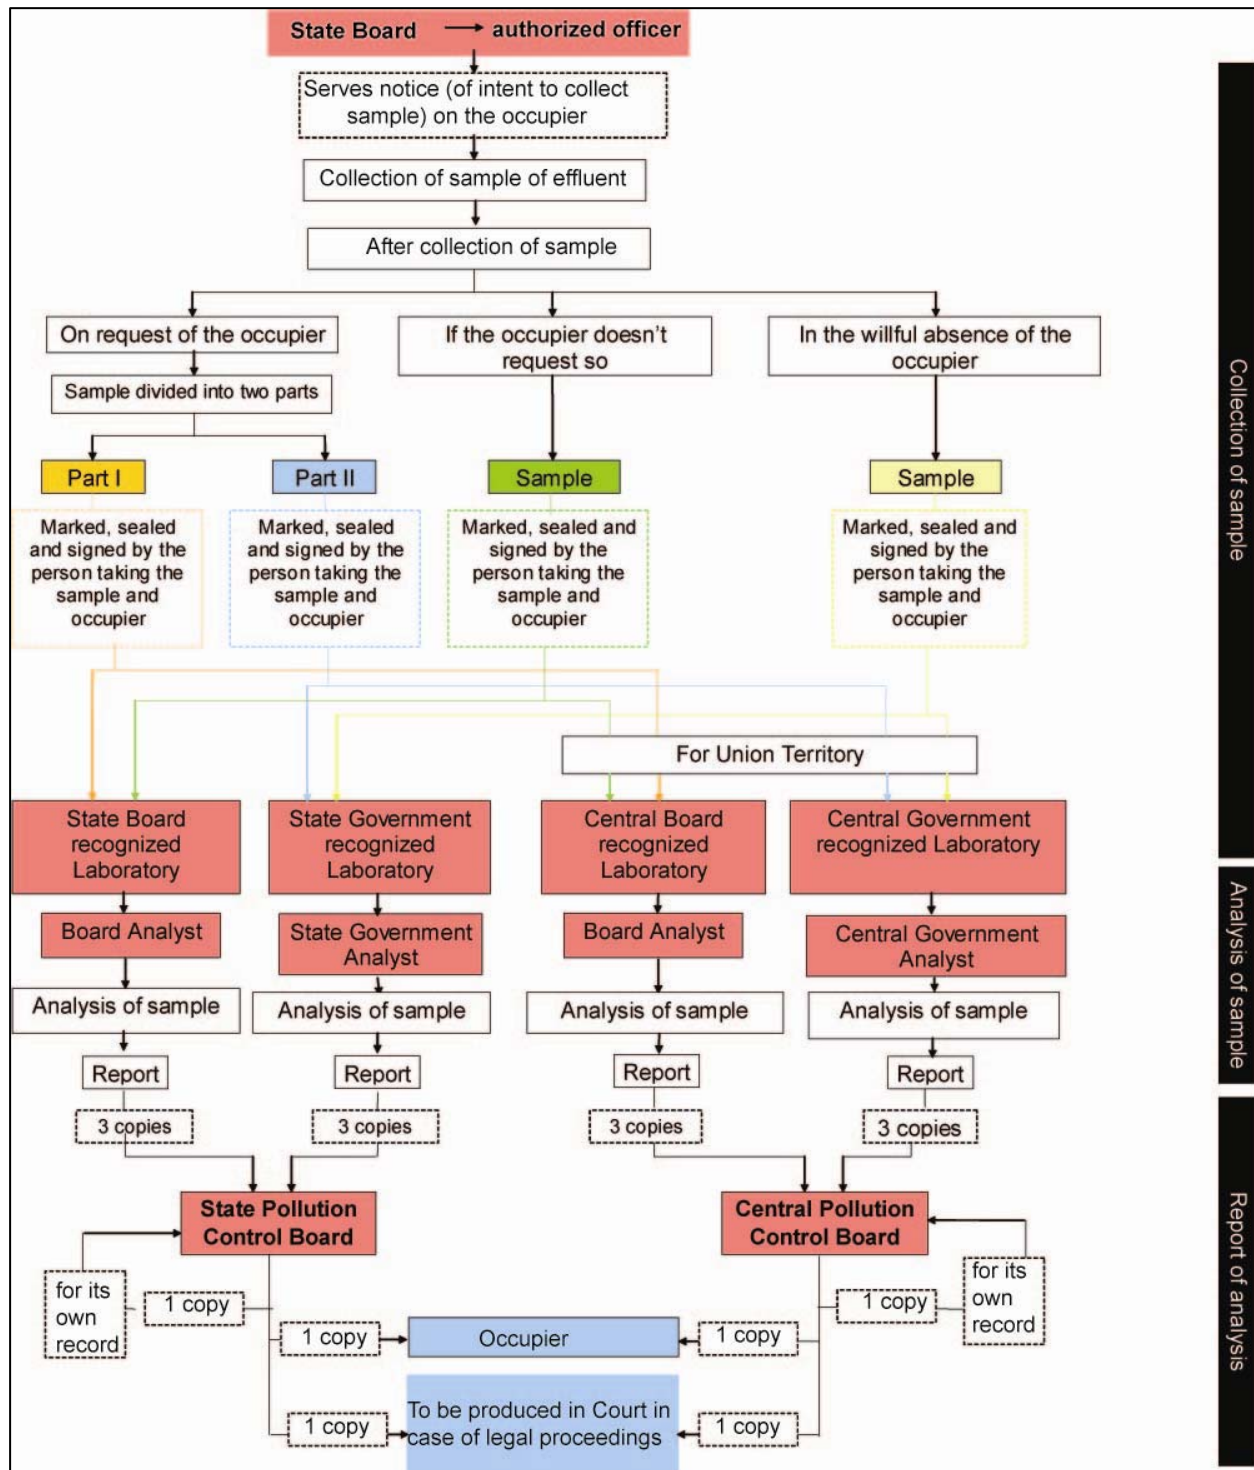 State Board → authorized officer
Serves notice (of intent to collect
sample) on the occupier
Collection of sample of effluent
After collection of sample
On request of the occupier
If the occupier doesn't
request so
In the willful absence of the
occupier
Sample divided into two parts
Part I
Part II
Sample
Sample
Marked, sealed
and signed by the
person taking the
sample and
occupier
Marked, sealed
and signed by the
person taking the
sample and
occupier
Marked, sealed and
signed by the
person taking the
sample and
occupier
Marked, sealed and
signed by the
person taking the
sample and
occupier
For Union Territory
Collection of sample
State Board
recognized
Laboratory
State Government
recognized
Laboratory
Central Board
recognized
Laboratory
Central Government
recognized Laboratory
Board Analyst
State Government
Analyst
Board Analyst
Central Government
Analyst
Analysis of sample
Analysis of sample
Analysis of sample
Analysis of sample
Report
Report
Report
Report
Analysis of sample
3 copies
3 copies
3 copies
3 copies
State Pollution
Control Board
Central Pollution
Control Board
for its
own
record
1 copy
1 copy
for its
own
record
1 copy
Occupier
1 copy
1 copy
To be produced in Court in
case of legal proceedings
1 copy
Report of analysis